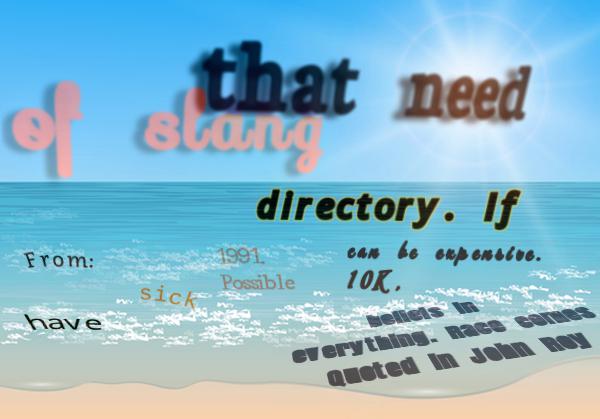 that need
of slang
directory. If
From:
1991.
Possible
can be expensive.
10K.
sick
have
beliefs in
everything. Race comes
Quoted in John Roy